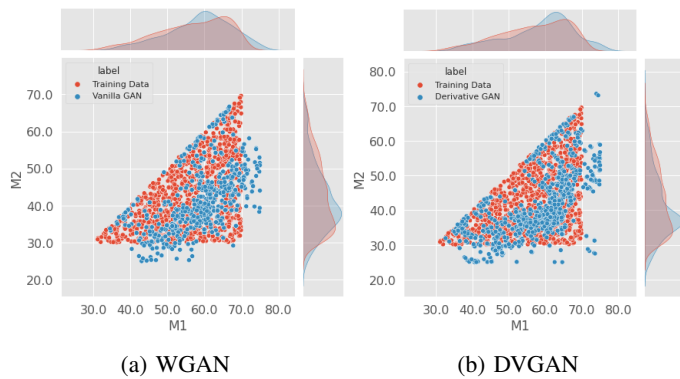 label
Training Data
Vanilla GAN
70.0
60.0
50.0
40.0
30.0
20.0
M2
30.0 40.0 50.0 60.0 70.0 80.0
M1
(a) WGAN
label
Training Data
Derivative GAN
80.0
70.0
60.0
50.0
40.0
30.0
20.0
M2
30.0 40.0 50.0 60.0 70.0 80.0
M1
(b) DVGAN